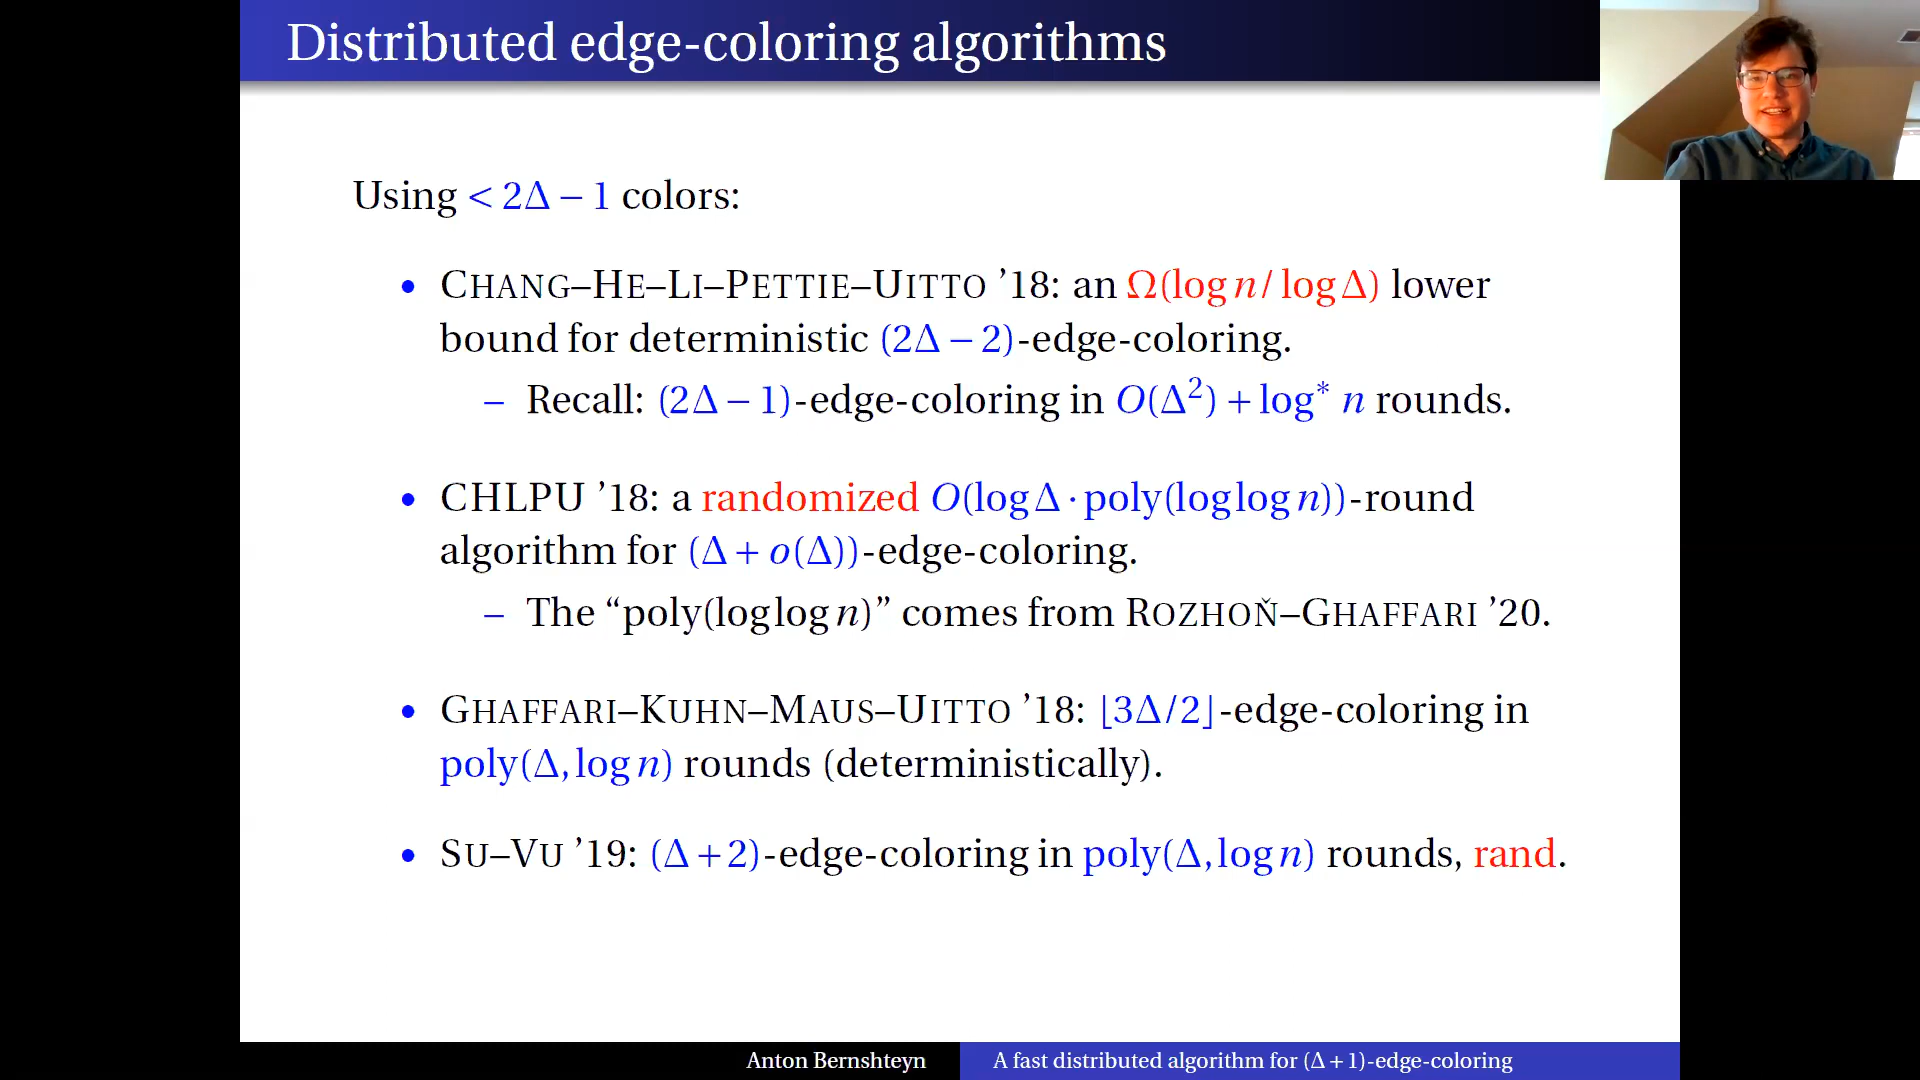 Distributed edge-coloring algorithms
Using < 2Δ − 1 colors:
• CHANG–HE–LI–PETTIE–UITTO ’18: an Ω(log n/ log Δ) lower
bound for deterministic (2Δ − 2)-edge-coloring.
– Recall: (2Δ − 1)-edge-coloring in O(Δ²) + log* n rounds.
• CHLPU ’18: a randomized O(log Δ · poly(log log n))-round
algorithm for (Δ + o(Δ))-edge-coloring.
– The “poly(log log n)” comes from ROZHOŇ–GHAFFARI ’20.
• GHAFFARI–KUHN–MAUS–UITTO ’18: ⌊3Δ/2⌋-edge-coloring in
poly(Δ, log n) rounds (deterministically).
• SU–VU ’19: (Δ + 2)-edge-coloring in poly(Δ, log n) rounds, rand.
Anton Bernshteyn
A fast distributed algorithm for (Δ + 1)-edge-coloring